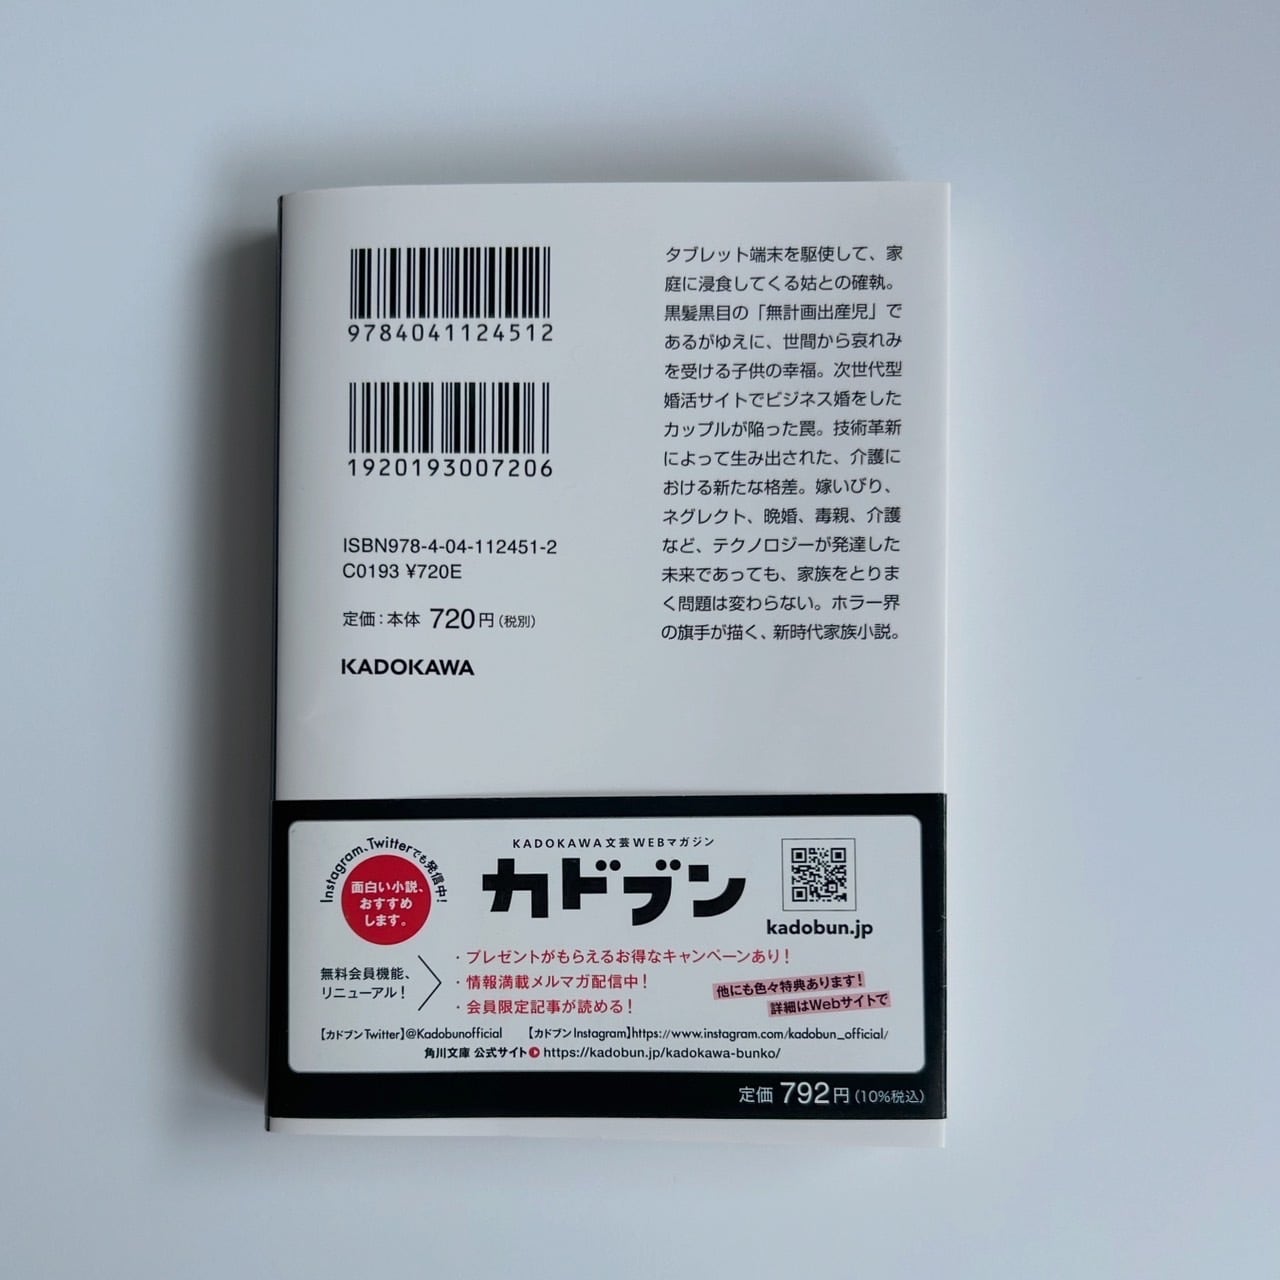 9784041124512
1920193007206
ISBN978-4-04-112451-2
C0193 ¥720E
定価：本体 720円（税別）
KADOKAWA
タブレット端末を駆使して、家
庭に浸食してくる姑との確執。
黒髪黒目の「無計画出産児」で
あるがゆえに、世間から哀れみ
を受ける子供の幸福。次世代型
婚活サイトでビジネス婚をした
カップルが陥った罠。技術革新
によって生み出された、介護に
おける新たな格差。嫁いびり、
ネグレクト、晩婚、毒親、介護
など、テクノロジーが発達した
未来であっても、家族をとりま
く問題は変わらない。ホラー界
の旗手が描く、新時代家族小説。
Instagram、Twitterでも発信中！
面白い小説、
おすすめ
します。
KADOKAWA文芸WEBマガジン
カドブン
kadobun.jp
無料会員機能、
リニューアル！
・プレゼントがもらえるお得なキャンペーンあり！
・情報満載メルマガ配信中！
・会員限定記事が読める！
他にも色々特典あります！
詳細はWebサイトで
【カドブンTwitter】@Kadobunofficial 【カドブンInstagram】https://www.instagram.com/kadobun_official/
角川文庫 公式サイト https://kadobun.jp/kadokawa-bunko/
定価 792円（10%税込）